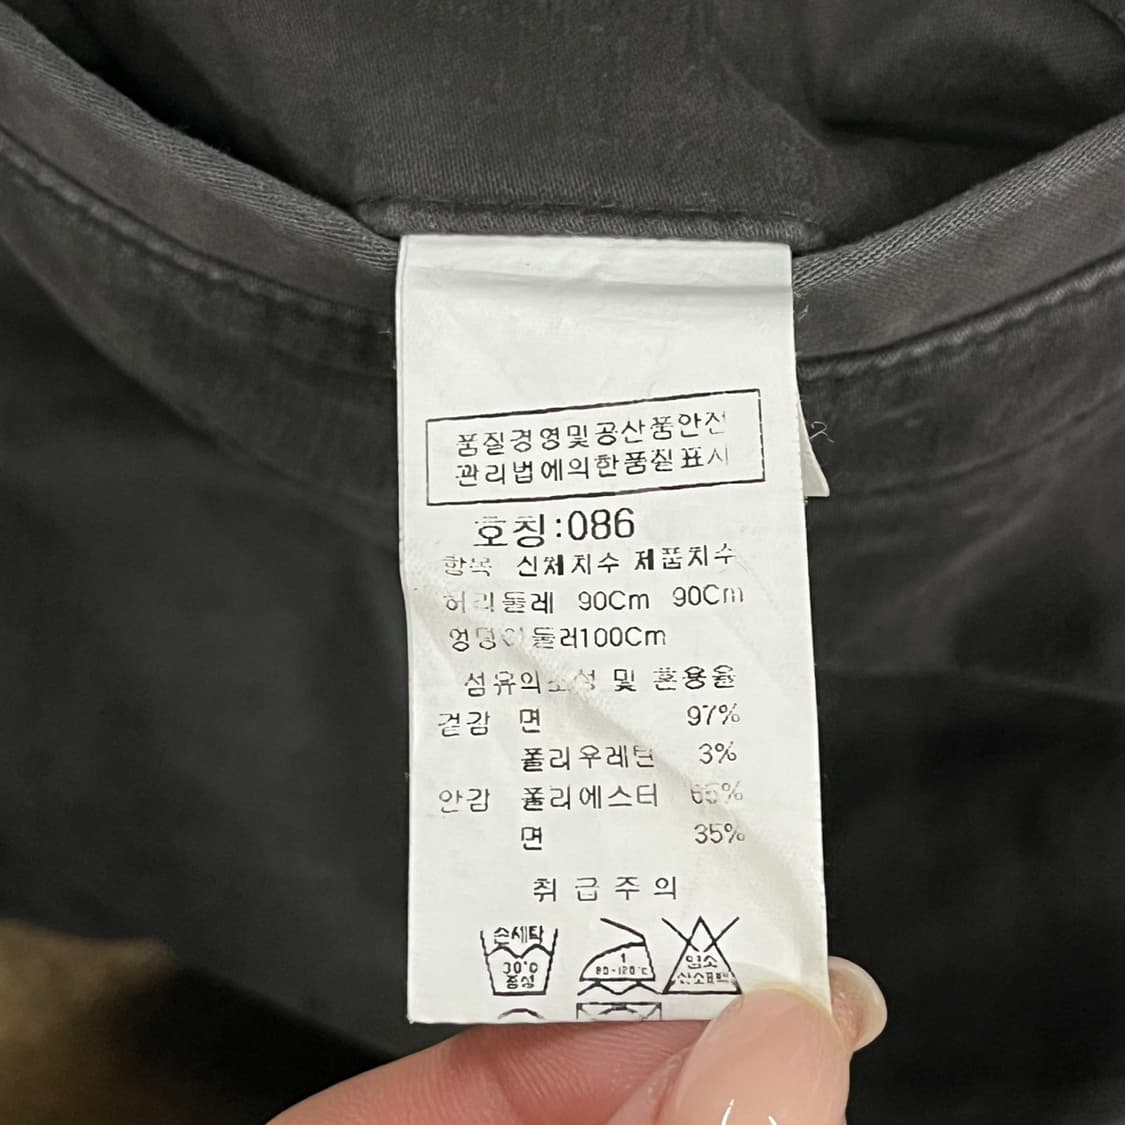 품질경영및공산품안전
관리법에의한품질표시
호칭:086
항목 신체치수 제품치수
허리둘레 90Cm 90Cm
엉덩이둘러100Cm
섬유의조성 및 혼용율
겉감 면 97%
폴리우레탄 3%
안감 폴리에스터 65%
면 35%
취급주의
손세탁
30°C
중성
1
80-120°C
염소
산소표백